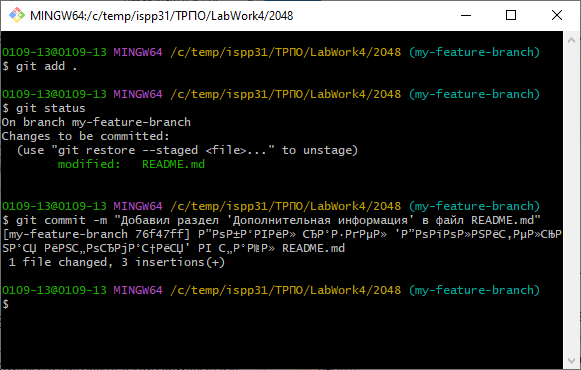 MINGW64:/c/temp/ispp31/ТРПО/LabWork4/2048
0109-13@0109-13 MINGW64 /c/temp/ispp31/ТРПО/LabWork4/2048 (my-feature-branch)
$ git add .
0109-13@0109-13 MINGW64 /c/temp/ispp31/ТРПО/LabWork4/2048 (my-feature-branch)
$ git status
On branch my-feature-branch
Changes to be committed:
(use "git restore --staged <file>..." to unstage)
modified: README.md
0109-13@0109-13 MINGW64 /c/temp/ispp31/ТРПО/LabWork4/2048 (my-feature-branch)
$ git commit -m "Добавил раздел 'Дополнительная информация' в файл README.md"
[my-feature-branch 76f47ff] Р”РѕР±Р°РІРёР» СЂР°Р·РґРµР» 'Р”РѕРїРѕР»РЅРёС‚РµР»СЊР
ЅР°СЏ РёРЅС„РѕСЂРјР°С†РёСЏ' РІ С„Р°Р№Р» README.md
1 file changed, 3 insertions(+)
0109-13@0109-13 MINGW64 /c/temp/ispp31/ТРПО/LabWork4/2048 (my-feature-branch)
$